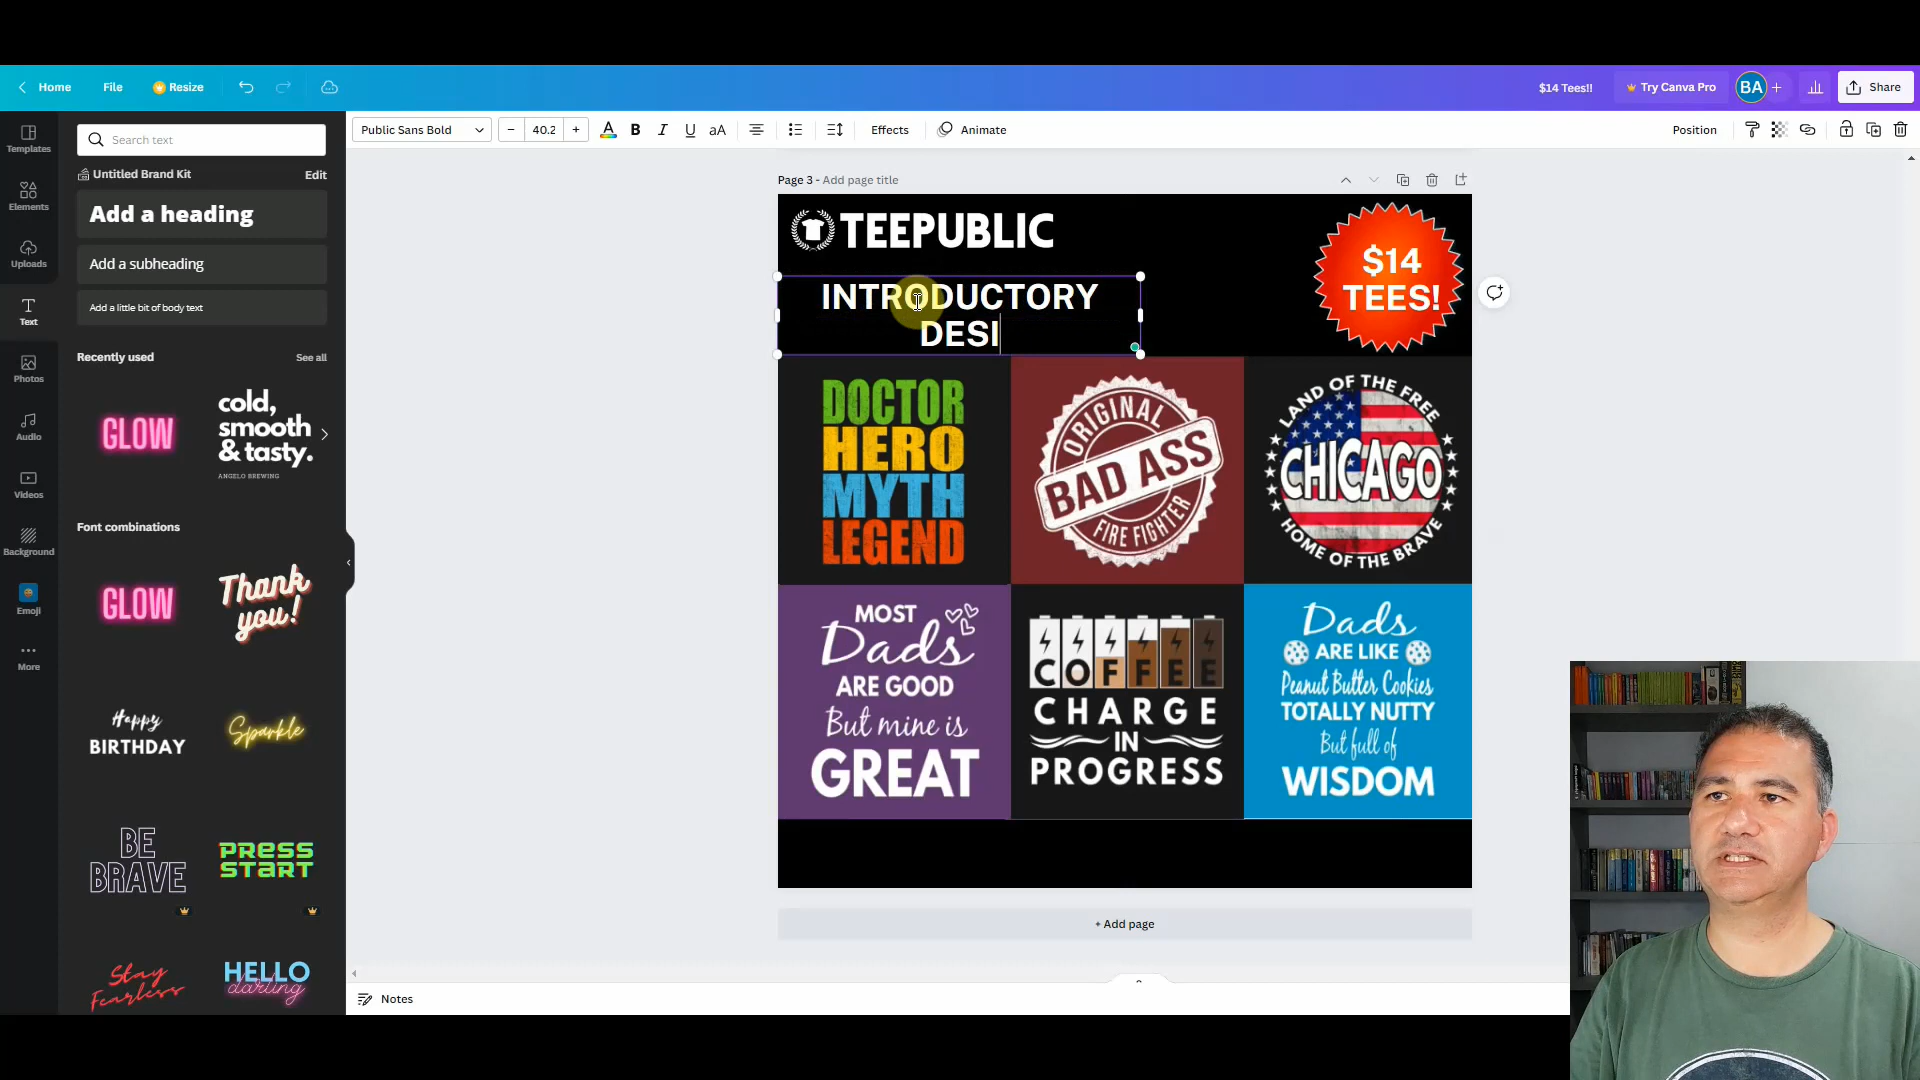 Home
File
Resize
$14 Tees!!
Try Canva Pro
BA
+
Share
Templates
Elements
Uploads
Text
Photos
Audio
Videos
Background
Emoji
More
Search text
Untitled Brand Kit
Edit
Add a heading
Add a subheading
Add a little bit of body text
Recently used
See all
GLOW
cold,
smooth
& tasty.
ANGELO BREWING
Font combinations
GLOW
Thank
you!
Happy
BIRTHDAY
Sparkle
BE
BRAVE
PRESS
START
Stay
Fearless
HELLO
darling
Public Sans Bold
– 40.2 +
A
B
I
U
aA
Effects
Animate
Position
Page 3 - Add page title
TEEPUBLIC
$14
TEES!
INTRODUCTORY
DESI
DOCTOR
HERO
MYTH
LEGEND
ORIGINAL
BAD ASS
FIRE FIGHTER
LAND OF THE FREE
CHICAGO
HOME OF THE BRAVE
MOST
Dads
ARE GOOD
But mine is
GREAT
COFFEE
CHARGE
IN
PROGRESS
Dads
ARE LIKE
Peanut Butter Cookies
TOTALLY NUTTY
But full of
WISDOM
+ Add page
Notes